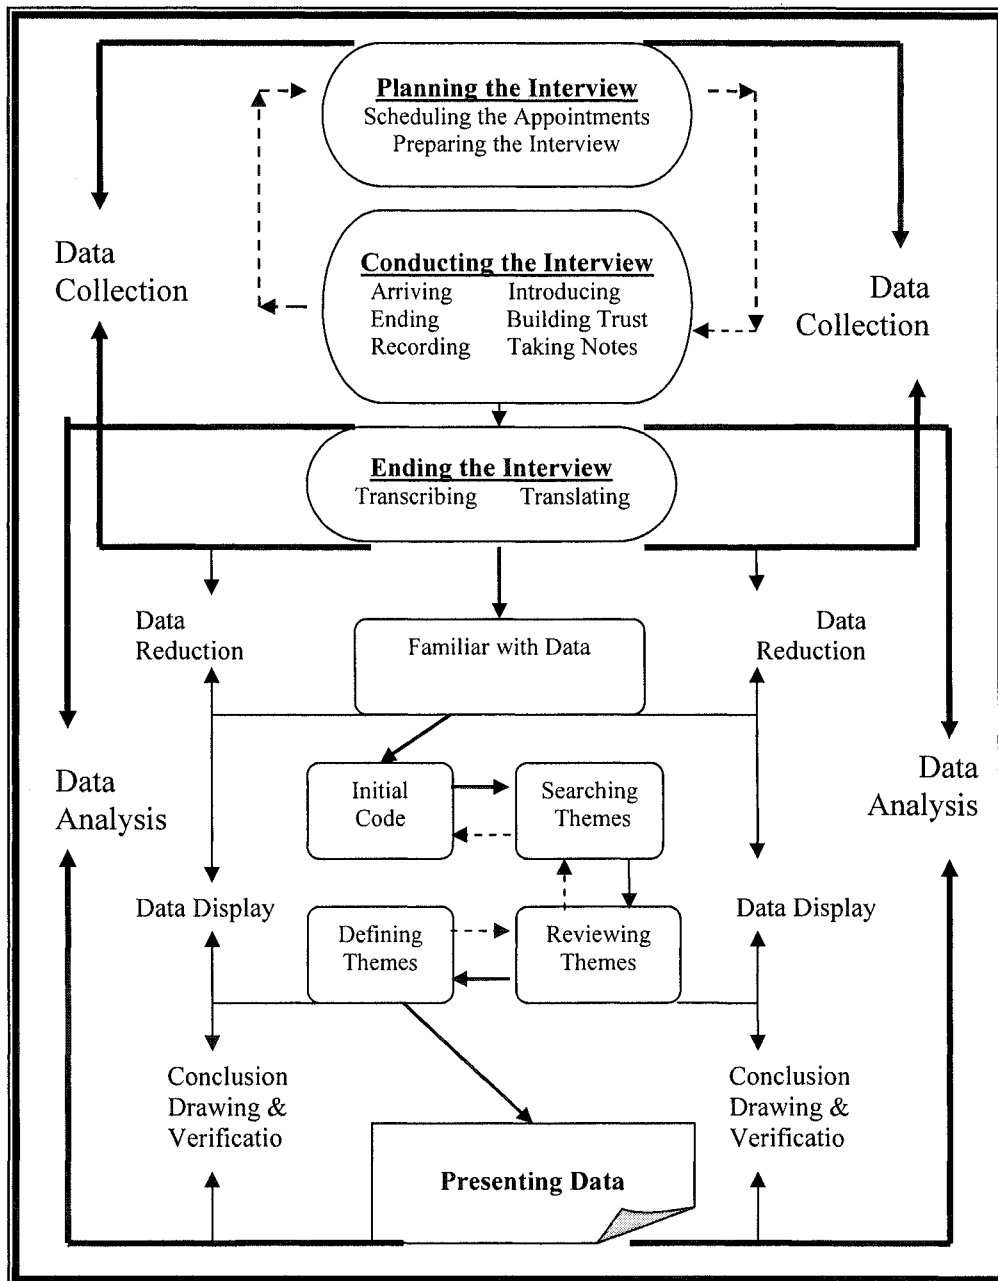 Planning the Interview
Scheduling the Appointments
Preparing the Interview
Data
Collection
Conducting the Interview
Arriving Introducing
Ending Building Trust
Recording Taking Notes
Data
Collection
Ending the Interview
Transcribing Translating
Data
Reduction
Familiar with Data
Data
Reduction
Data
Analysis
Initial
Code
Searching
Themes
Data
Analysis
Data Display
Defining
Themes
Reviewing
Themes
Data Display
Conclusion
Drawing &
Verificatio
Conclusion
Drawing &
Verificatio
Presenting Data